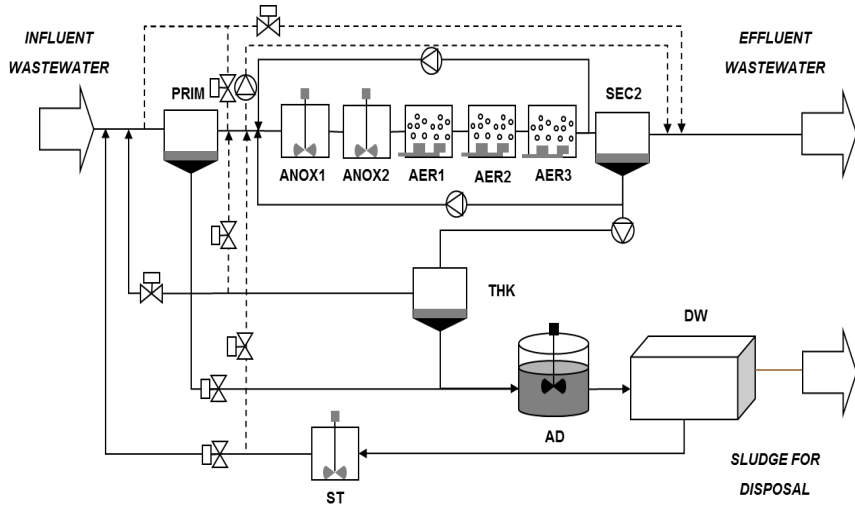 INFLUENT
WASTEWATER
EFFLUENT
WASTEWATER
PRIM
SEC2
ANOX1
ANOX2
AER1
AER2
AER3
THK
DW
AD
ST
SLUDGE FOR
DISPOSAL